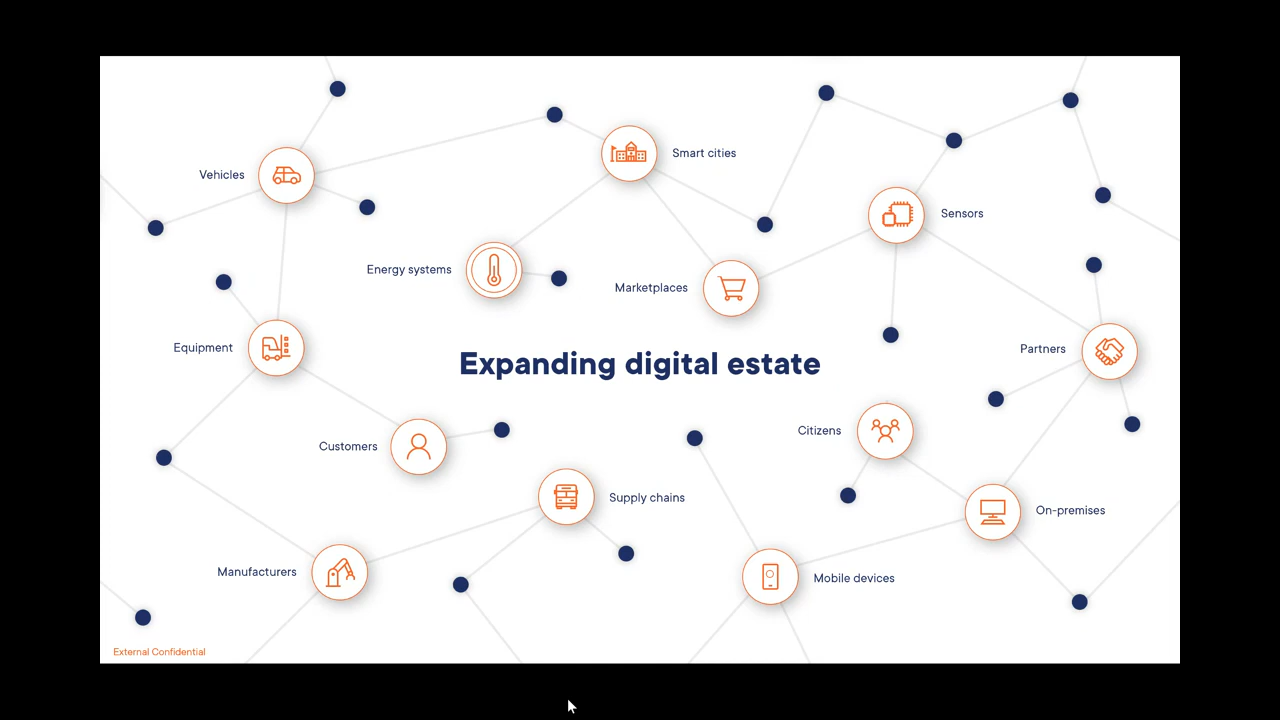 Smart cities
Vehicles
Sensors
Energy systems
Marketplaces
Equipment
Partners
Expanding digital estate
Citizens
Customers
Supply chains
On-premises
Manufacturers
Mobile devices
External Confidential